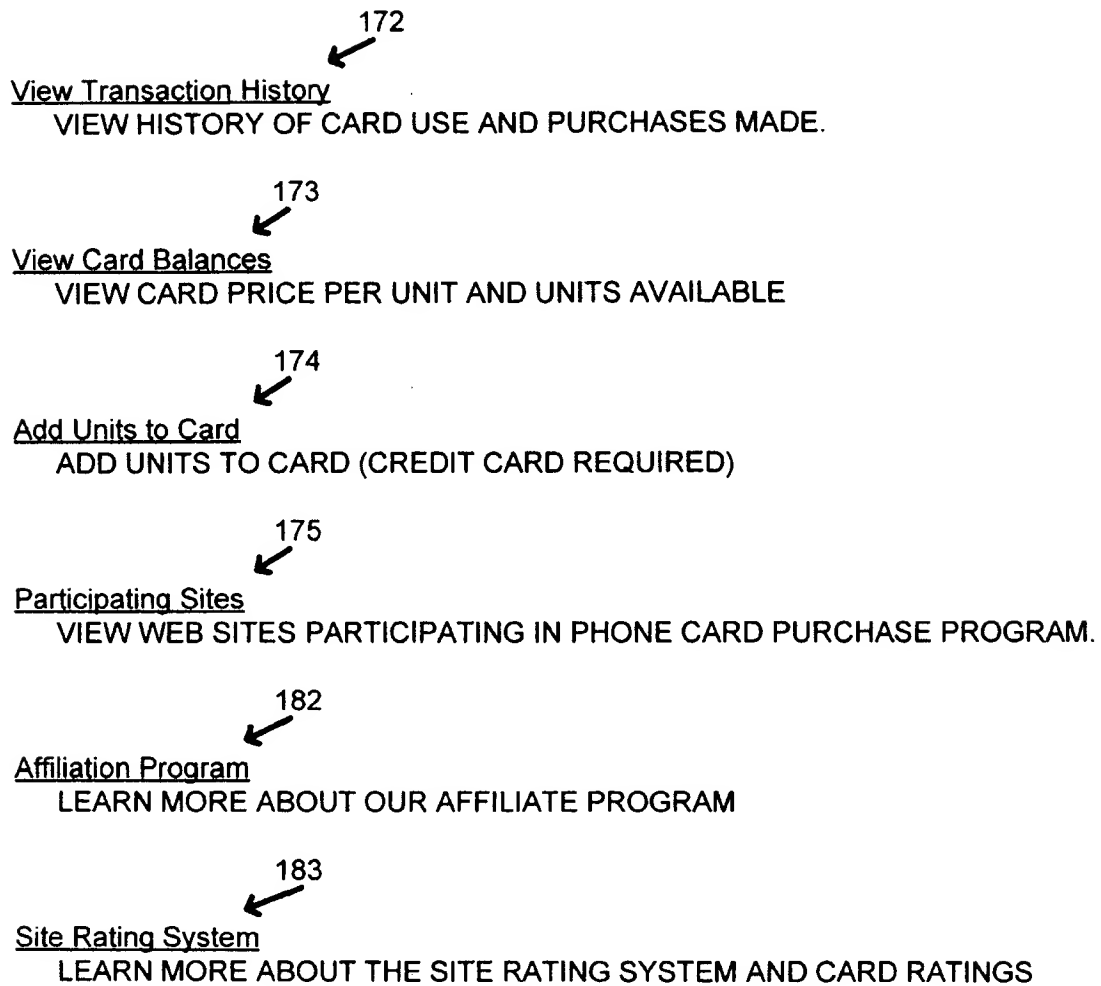 172
View Transaction History
VIEW HISTORY OF CARD USE AND PURCHASES MADE.
173
View Card Balances
VIEW CARD PRICE PER UNIT AND UNITS AVAILABLE
174
Add Units to Card
ADD UNITS TO CARD (CREDIT CARD REQUIRED)
175
Participating Sites
VIEW WEB SITES PARTICIPATING IN PHONE CARD PURCHASE PROGRAM.
182
Affiliation Program
LEARN MORE ABOUT OUR AFFILIATE PROGRAM
183
Site Rating System
LEARN MORE ABOUT THE SITE RATING SYSTEM AND CARD RATINGS